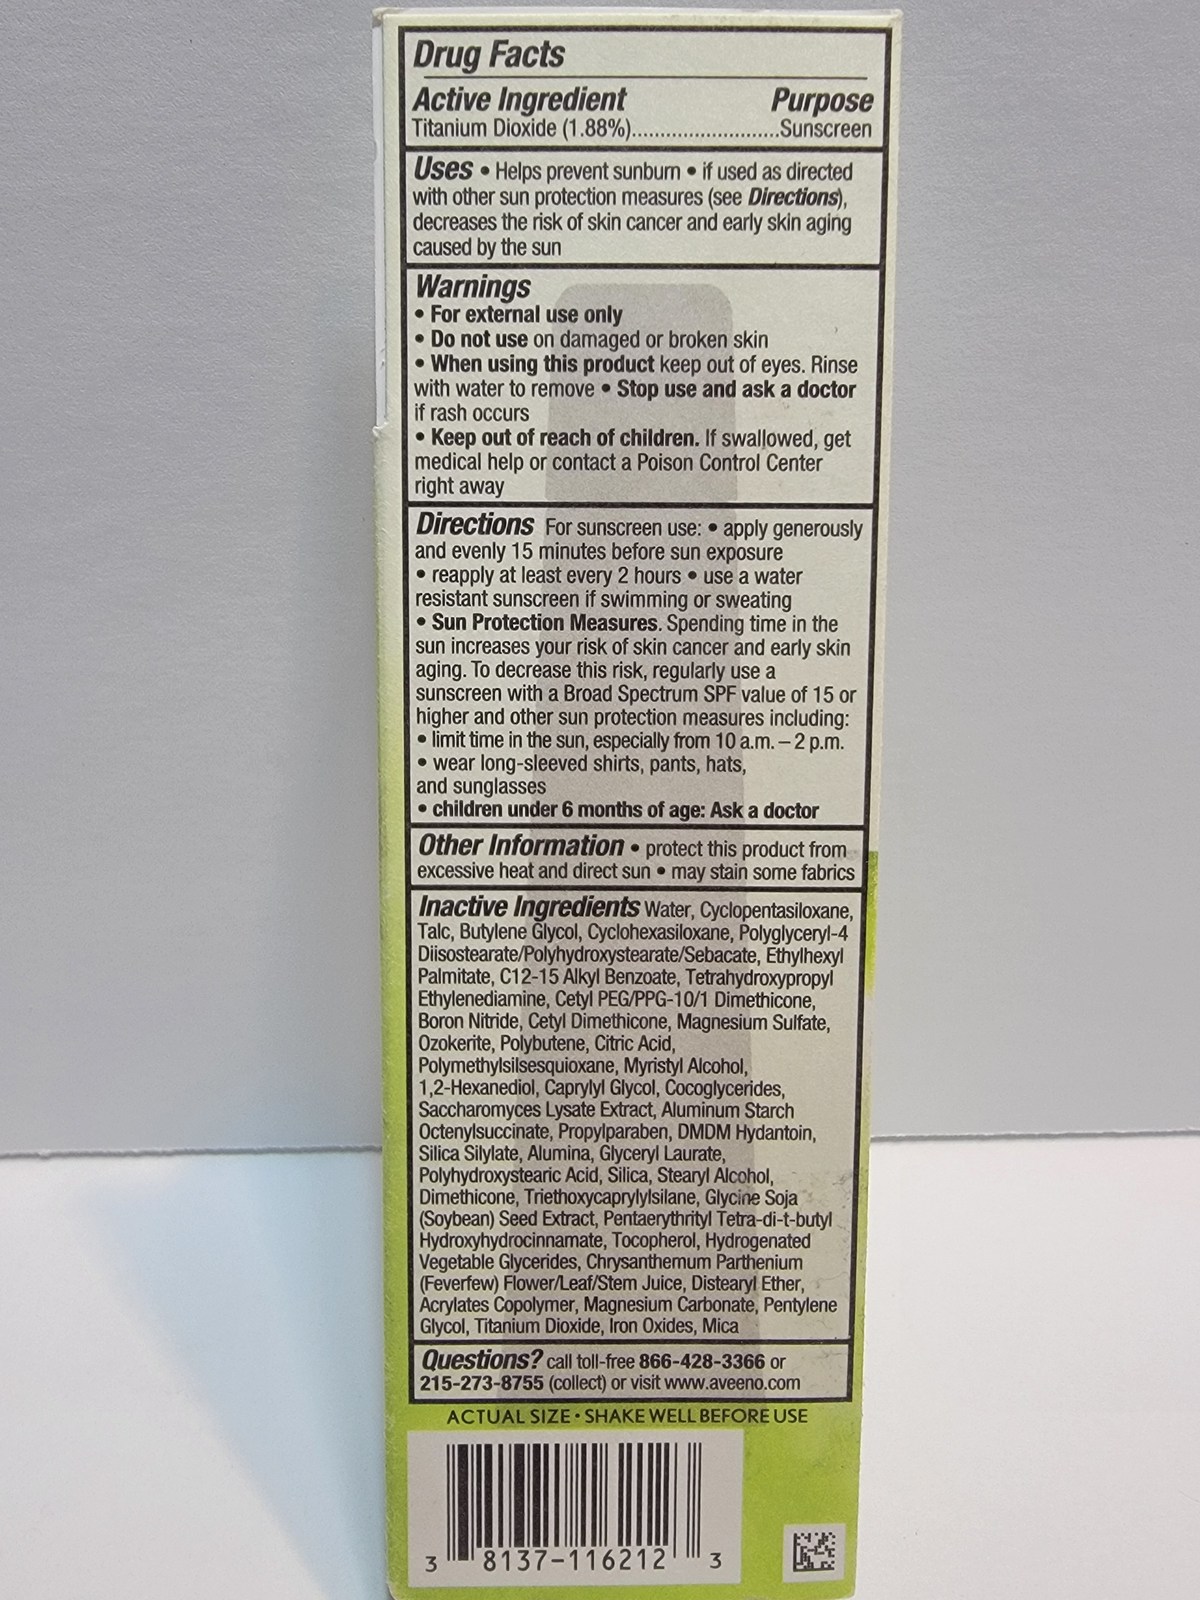 Drug Facts
Active Ingredient Purpose
Titanium Dioxide (1.88%)..........................Sunscreen
Uses • Helps prevent sunburn • if used as directed
with other sun protection measures (see Directions),
decreases the risk of skin cancer and early skin aging
caused by the sun
Warnings
• For external use only
• Do not use on damaged or broken skin
• When using this product keep out of eyes. Rinse
with water to remove • Stop use and ask a doctor
if rash occurs
• Keep out of reach of children. If swallowed, get
medical help or contact a Poison Control Center
right away
Directions For sunscreen use: • apply generously
and evenly 15 minutes before sun exposure
• reapply at least every 2 hours • use a water
resistant sunscreen if swimming or sweating
• Sun Protection Measures. Spending time in the
sun increases your risk of skin cancer and early skin
aging. To decrease this risk, regularly use a
sunscreen with a Broad Spectrum SPF value of 15 or
higher and other sun protection measures including:
• limit time in the sun, especially from 10 a.m. – 2 p.m.
• wear long-sleeved shirts, pants, hats,
and sunglasses
• children under 6 months of age: Ask a doctor
Other Information • protect this product from
excessive heat and direct sun • may stain some fabrics
Inactive Ingredients Water, Cyclopentasiloxane,
Talc, Butylene Glycol, Cyclohexasiloxane, Polyglyceryl-4
Diisostearate/Polyhydroxystearate/Sebacate, Ethylhexyl
Palmitate, C12-15 Alkyl Benzoate, Tetrahydroxypropyl
Ethylenediamine, Cetyl PEG/PPG-10/1 Dimethicone,
Boron Nitride, Cetyl Dimethicone, Magnesium Sulfate,
Ozokerite, Polybutene, Citric Acid,
Polymethylsilsesquioxane, Myristyl Alcohol,
1,2-Hexanediol, Caprylyl Glycol, Cocoglycerides,
Saccharomyces Lysate Extract, Aluminum Starch
Octenylsuccinate, Propylparaben, DMDM Hydantoin,
Silica Silylate, Alumina, Glyceryl Laurate,
Polyhydroxystearic Acid, Silica, Stearyl Alcohol,
Dimethicone, Triethoxycaprylylsilane, Glycine Soja
(Soybean) Seed Extract, Pentaerythrityl Tetra-di-t-butyl
Hydroxyhydrocinnamate, Tocopherol, Hydrogenated
Vegetable Glycerides, Chrysanthemum Parthenium
(Feverfew) Flower/Leaf/Stem Juice, Distearyl Ether,
Acrylates Copolymer, Magnesium Carbonate, Pentylene
Glycol, Titanium Dioxide, Iron Oxides, Mica
Questions? call toll-free 866-428-3366 or
215-273-8755 (collect) or visit www.aveeno.com
ACTUAL SIZE • SHAKE WELL BEFORE USE
3 8137-116212 3